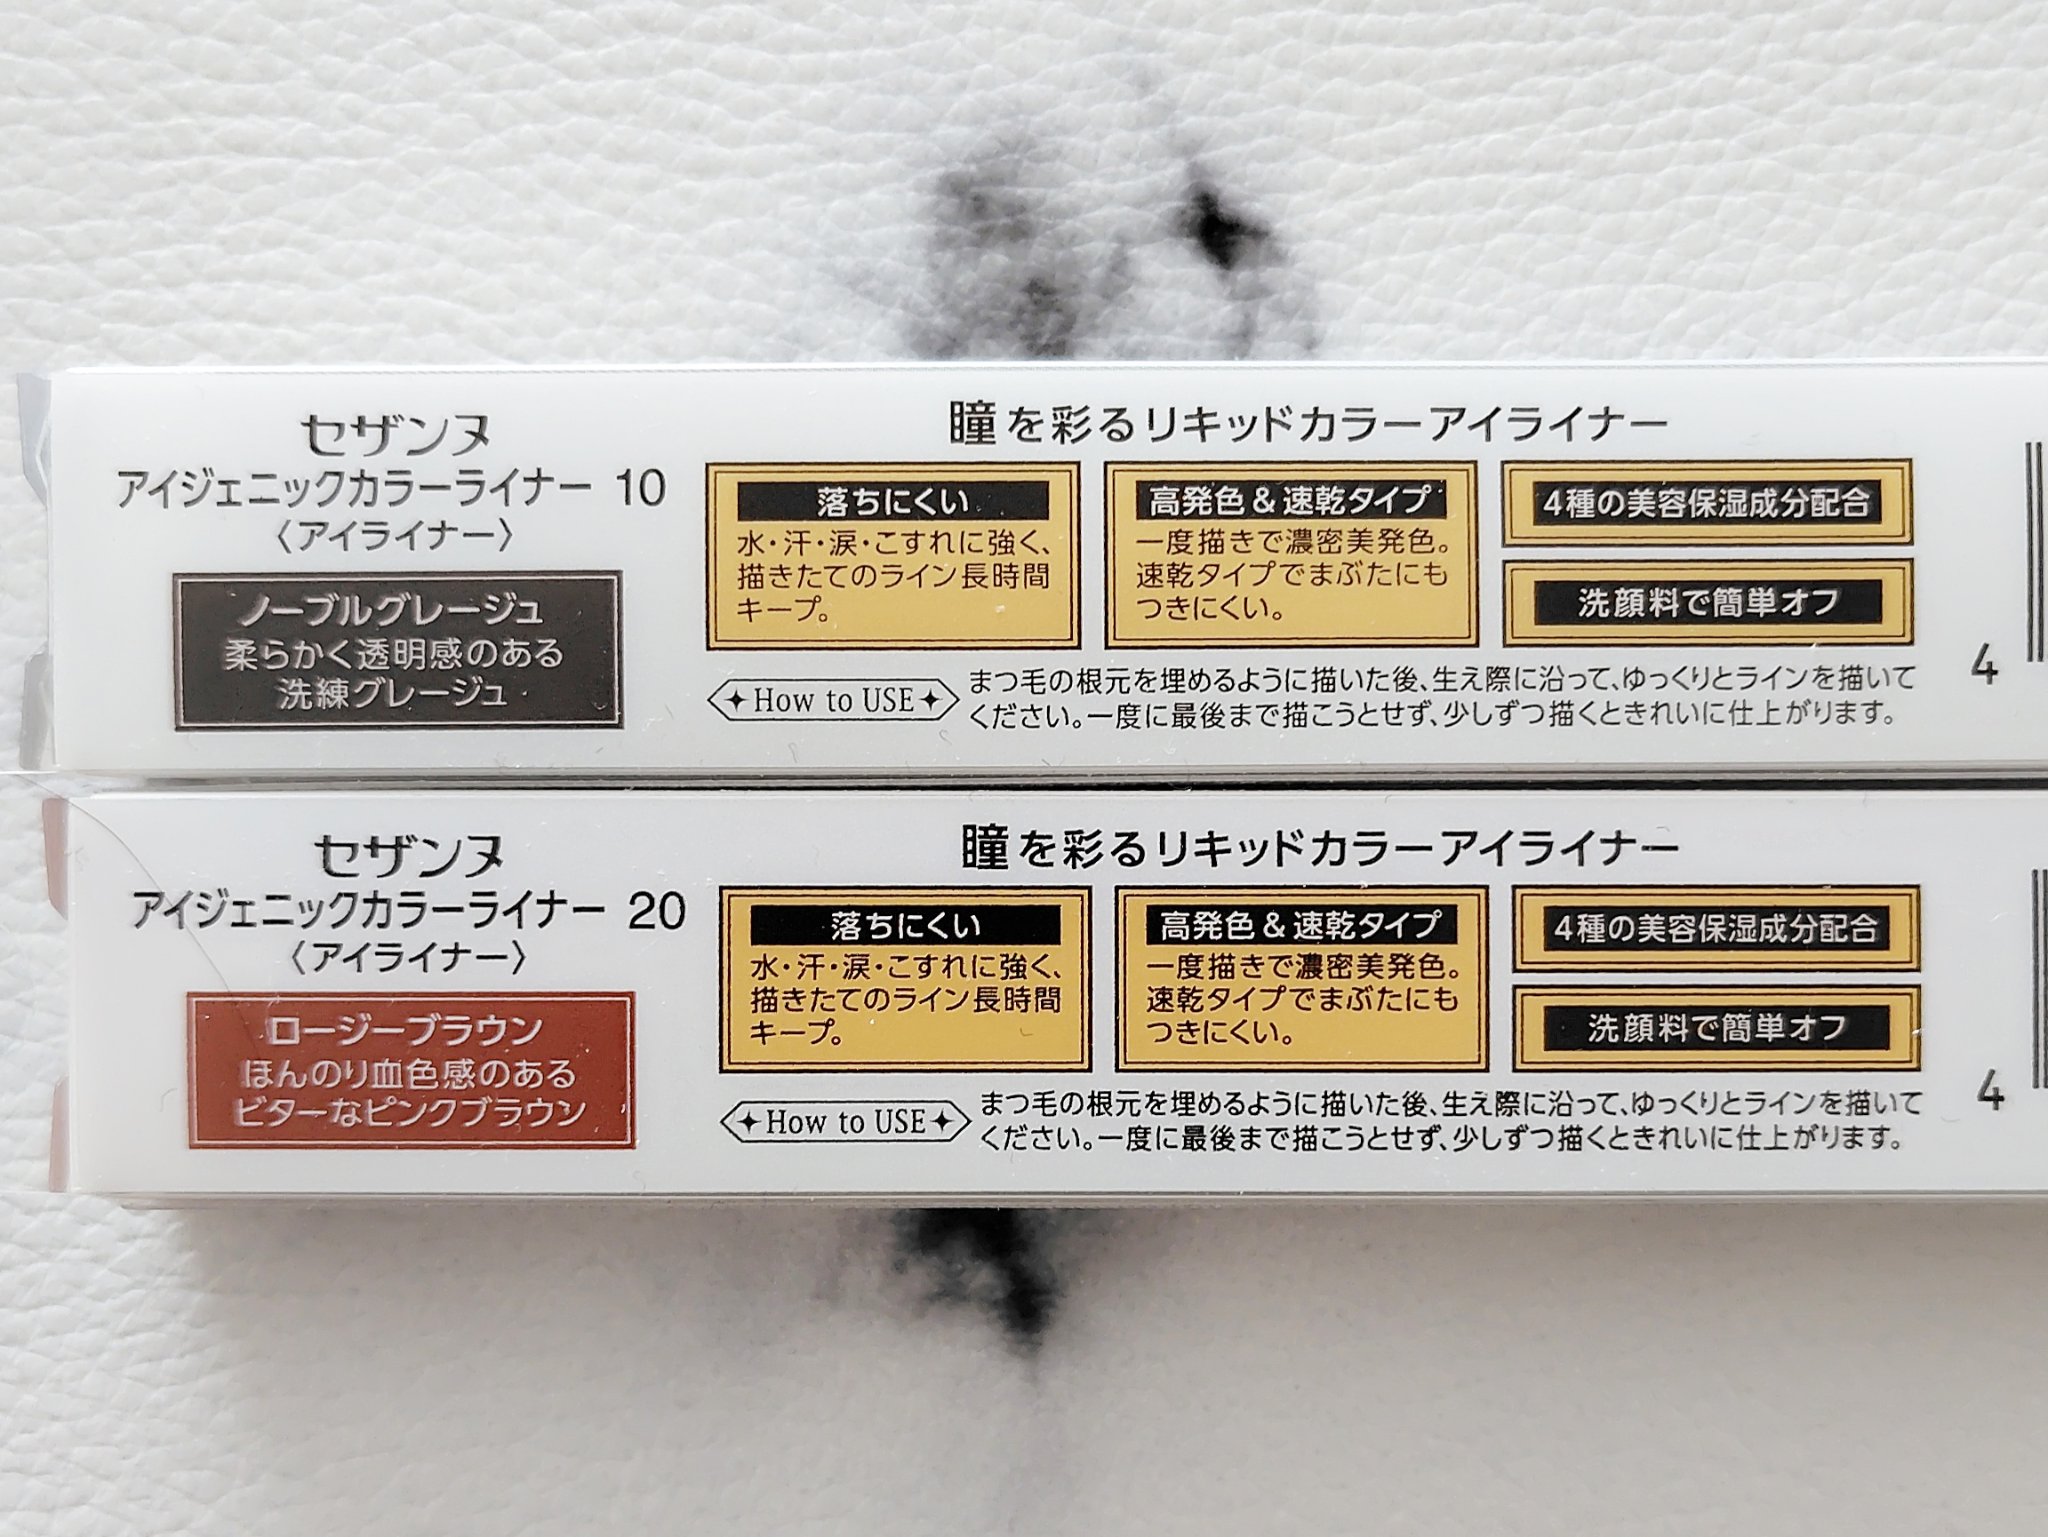 セザンヌ
アイジェニックカラーライナー 10
〈アイライナー〉
ノーブルグレージュ
柔らかく透明感のある
洗練グレージュ
瞳を彩るリキッドカラーアイライナー
落ちにくい
水・汗・涙・こすれに強く、
描きたてのライン長時間
キープ。
高発色&速乾タイプ
一度描きで濃密美発色。
速乾タイプでまぶたにも
つきにくい。
4種の美容保湿成分配合
洗顔料で簡単オフ
How to USE
まつ毛の根元を埋めるように描いた後、生え際に沿って、ゆっくりとラインを描いて
ください。一度に最後まで描こうとせず、少しずつ描くときれいに仕上がります。
4
セザンヌ
アイジェニックカラーライナー 20
〈アイライナー〉
ロージーブラウン
ほんのり血色感のある
ビターなピンクブラウン
瞳を彩るリキッドカラーアイライナー
落ちにくい
水・汗・涙・こすれに強く、
描きたてのライン長時間
キープ。
高発色&速乾タイプ
一度描きで濃密美発色。
速乾タイプでまぶたにも
つきにくい。
4種の美容保湿成分配合
洗顔料で簡単オフ
How to USE
まつ毛の根元を埋めるように描いた後、生え際に沿って、ゆっくりとラインを描いて
ください。一度に最後まで描こうとせず、少しずつ描くときれいに仕上がります。
4